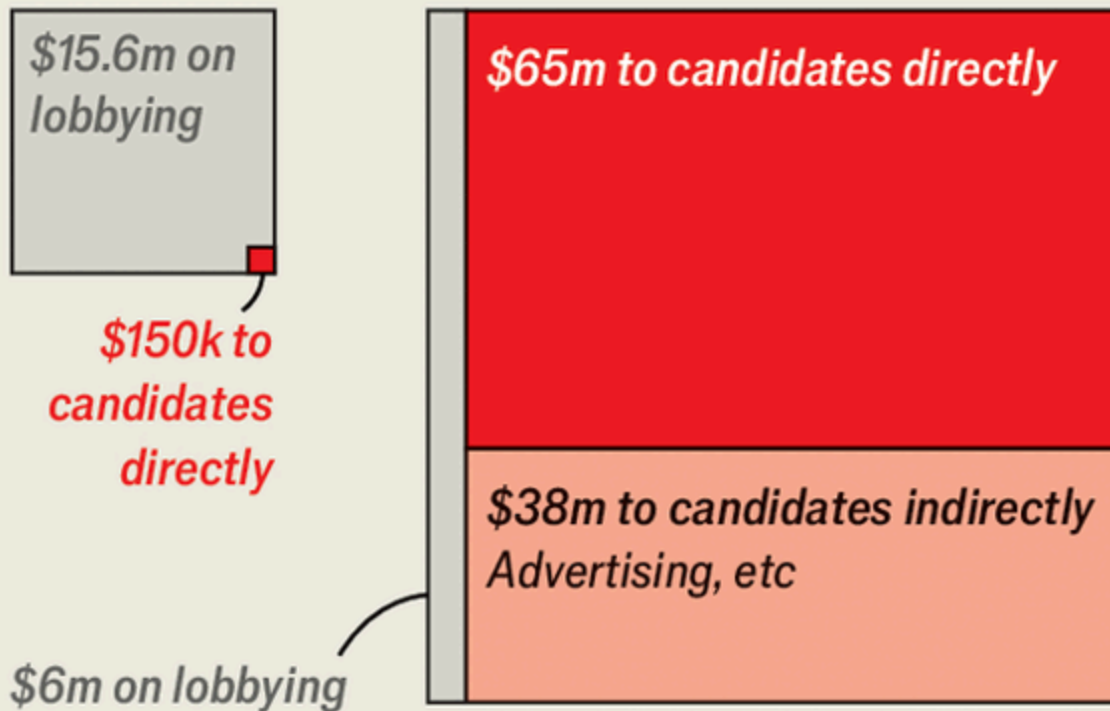 $15.6m on
lobbying
$150k to
candidates
directly
$65m to candidates directly
$38m to candidates indirectly
Advertising, etc
$6m on lobbying